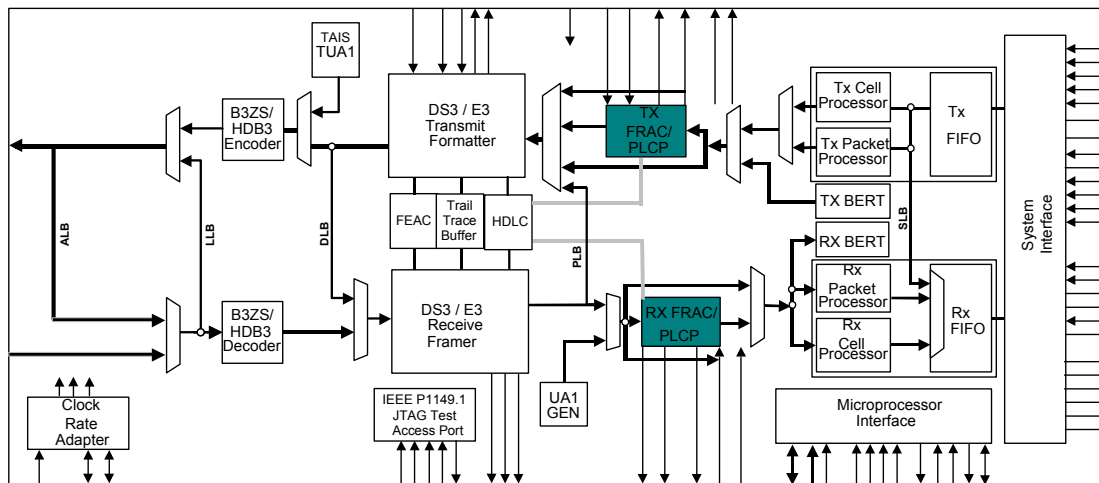 TAIS
TUA1
B3ZS/
HDB3
Encoder
DS3 / E3
Transmit
Formatter
TX
FRAC/
PLCP
Tx Cell
Processor
Tx Packet
Processor
Tx
FIFO
TX BERT
RX BERT
System
Interface
FEAC
Trail
Trace
Buffer
HDLC
ALB
LLB
DLB
PLB
SLB
B3ZS/
HDB3
Decoder
DS3 / E3
Receive
Framer
RX FRAC/
PLCP
Rx
Packet
Processor
Rx
Cell
Processor
Rx
FIFO
UA1
GEN
Clock
Rate
Adapter
IEEE P1149.1
JTAG Test
Access Port
Microprocessor
Interface